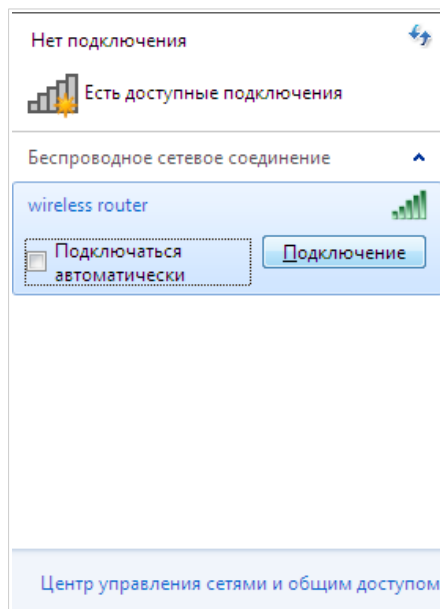 Нет подключения
Есть доступные подключения
Беспроводное сетевое соединение
wireless router
Подключаться
автоматически
Подключение
Центр управления сетями и общим доступом